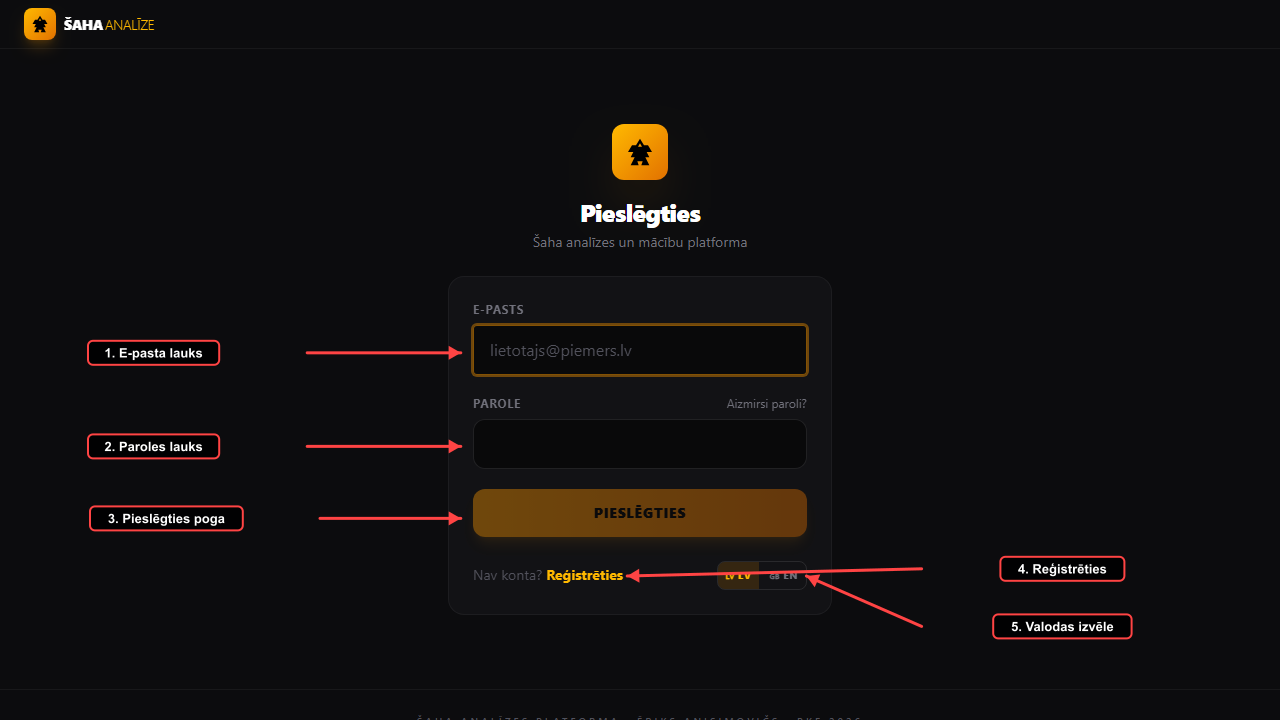 ŠAHA ANALĪZE
Pieslēgties
Šaha analīzes un mācību platforma
E-PASTS
1. E-pasta lauks
lietotajs@piemers.lv
PAROLE Aizmirsi paroli?
2. Paroles lauks
3. Pieslēgties poga
PIESLĒGTIES
Nav konta? Reģistrēties
LV LV GB EN
4. Reģistrēties
5. Valodas izvēle